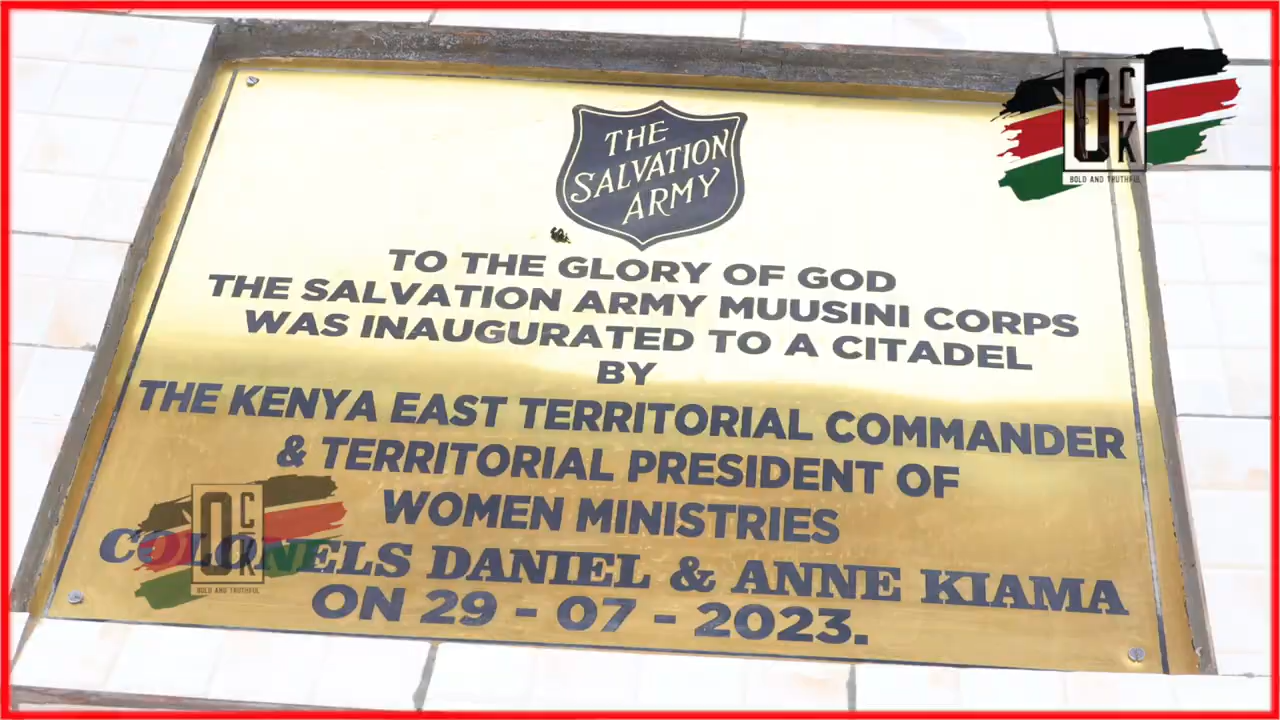 THE
SALVATION
ARMY
TO THE GLORY OF GOD
THE SALVATION ARMY MUUSINI CORPS
WAS INAUGURATED TO A CITADEL
BY
THE KENYA EAST TERRITORIAL COMMANDER
& TERRITORIAL PRESIDENT OF
WOMEN MINISTRIES
COLONELS DANIEL & ANNE KIAMA
ON 29 - 07 - 2023.
OCK
BOLD AND TRUTHFUL
OCK
BOLD AND TRUTHFUL